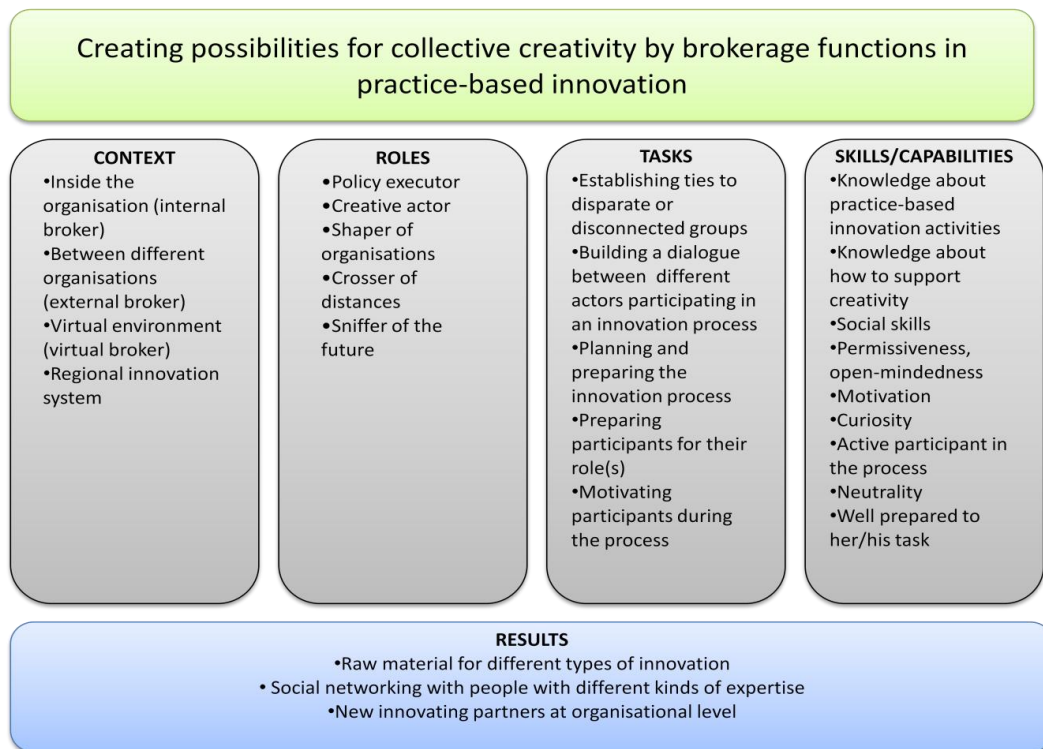 Creating possibilities for collective creativity by brokerage functions in
practice-based innovation
CONTEXT
•Inside the
organisation (internal
broker)
•Between different
organisations
(external broker)
•Virtual environment
(virtual broker)
•Regional innovation
system
ROLES
•Policy executor
•Creative actor
•Shaper of
organisations
•Crosser of
distances
•Sniffer of the
future
TASKS
•Establishing ties to
disparate or
disconnected groups
•Building a dialogue
between different
actors participating in
an innovation process
•Planning and
preparing the
innovation process
•Preparing
participants for their
role(s)
•Motivating
participants during
the process
SKILLS/CAPABILITIES
•Knowledge about
practice-based
innovation activities
•Knowledge about
how to support
creativity
•Social skills
•Permissiveness,
open-mindedness
•Motivation
•Curiosity
•Active participant in
the process
•Neutrality
•Well prepared to
her/his task
RESULTS
•Raw material for different types of innovation
• Social networking with people with different kinds of expertise
•New innovating partners at organisational level